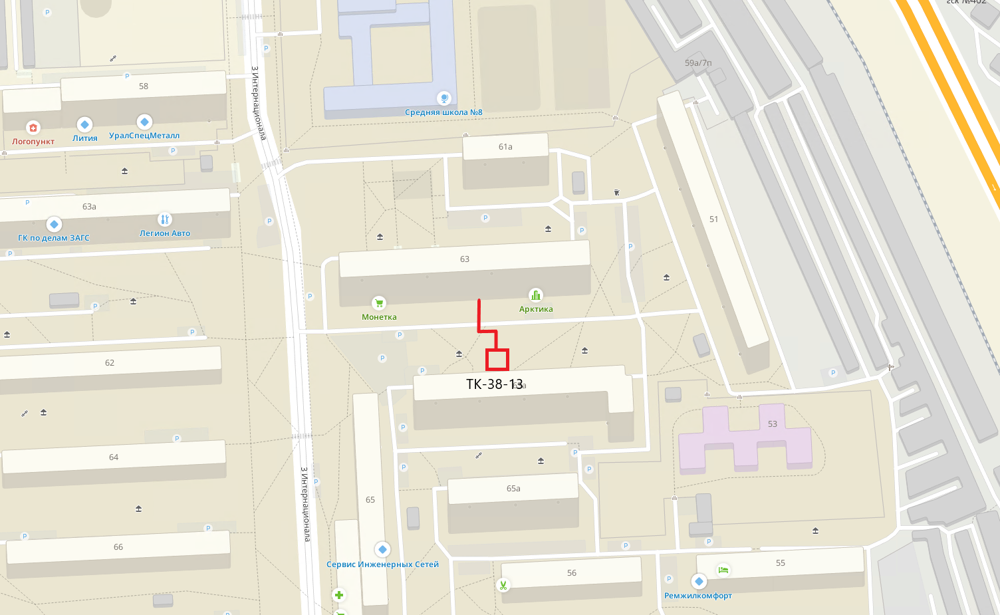 гск №402
P
P
59а/7п
58
P
3 Интернационала
Средняя школа №8
Логопункт
Лития
УралСпецМеталл
P
61а
P
63а
P
P
P
51
ГК по делам ЗАГС
Легион Авто
P
P
63
P
P
Монетка
Арктика
P
P
P
62
P
P
P
ТК-38-13
53
P
P
64
P
P
P
3 Интернационала
P
65
65а
P
66
P
P
P
Сервис Инженерных Сетей
56
55
P
Ремжилкомфорт
P